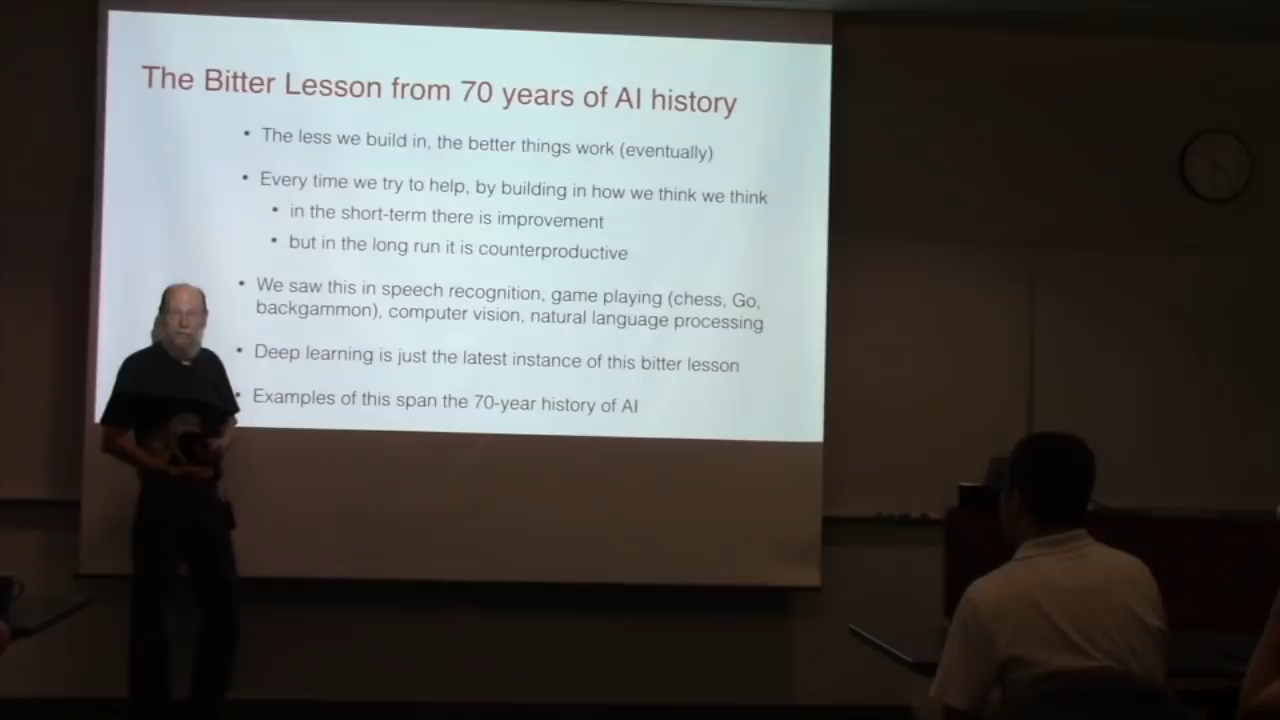 The Bitter Lesson from 70 years of AI history
• The less we build in, the better things work (eventually)
• Every time we try to help, by building in how we think we think
• in the short-term there is improvement
• but in the long run it is counterproductive
• We saw this in speech recognition, game playing (chess, Go,
backgammon), computer vision, natural language processing
• Deep learning is just the latest instance of this bitter lesson
• Examples of this span the 70-year history of AI